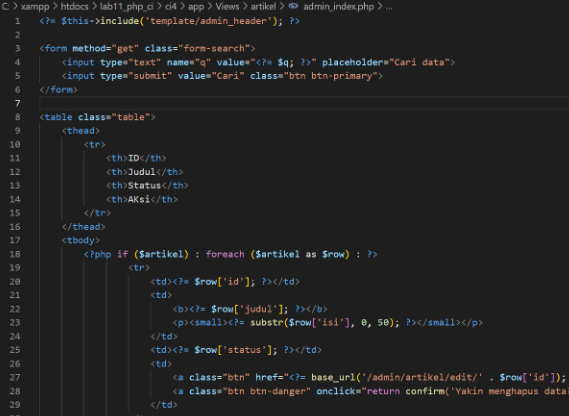 C: > xampp > htdocs > lab11_php_ci > ci4 > app > Views > artikel > admin_index.php > ...
1 <?= $this->include('template/admin_header'); ?>
2
3 <form method="get" class="form-search">
4 <input type="text" name="q" value="<?= $q; ?>" placeholder="Cari data">
5 <input type="submit" value="Cari" class="btn btn-primary">
6 </form>
7
8 <table class="table">
9 <thead>
10 <tr>
11 <th>ID</th>
12 <th>Judul</th>
13 <th>Status</th>
14 <th>AKsi</th>
15 </tr>
16 </thead>
17 <tbody>
18 <?php if ($artikel) : foreach ($artikel as $row) : ?>
19 <tr>
20 <td><?= $row['id']; ?></td>
21 <td>
22 <b><?= $row['judul']; ?></b>
23 <p><small><?= substr($row['isi'], 0, 50); ?></small></p>
24 </td>
25 <td><?= $row['status']; ?></td>
26 <td>
27 <a class="btn" href="<?= base_url('/admin/artikel/edit/' . $row['id']);
28 <a class="btn btn-danger" onclick="return confirm('Yakin menghapus data
29 </td>